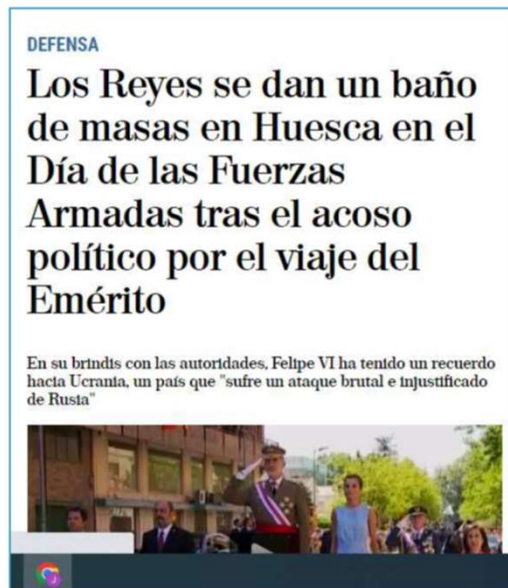 DEFENSA
Los Reyes se dan un baño
de masas en Huesca en el
Día de las Fuerzas
Armadas tras el acoso
político por el viaje del
Emérito
En su brindis con las autoridades, Felipe VI ha tenido un recuerdo
hacia Ucrania, un país que "sufre un ataque brutal e injustificado
de Rusia"